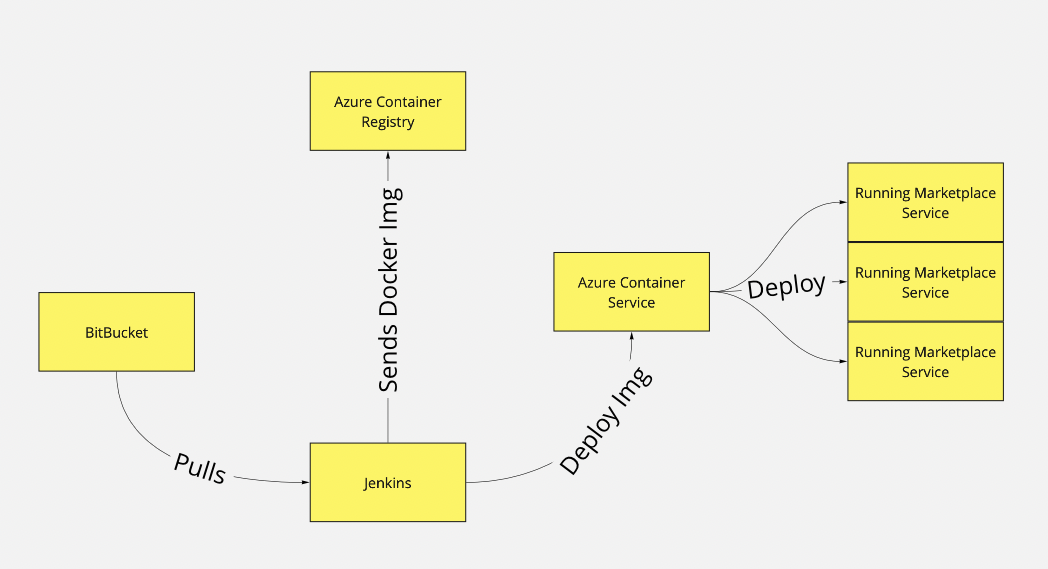 Azure Container
Registry
Sends Docker Img
BitBucket
Pulls
Jenkins
Deploy Img
Azure Container
Service
Deploy
Running Marketplace
Service
Running Marketplace
Service
Running Marketplace
Service